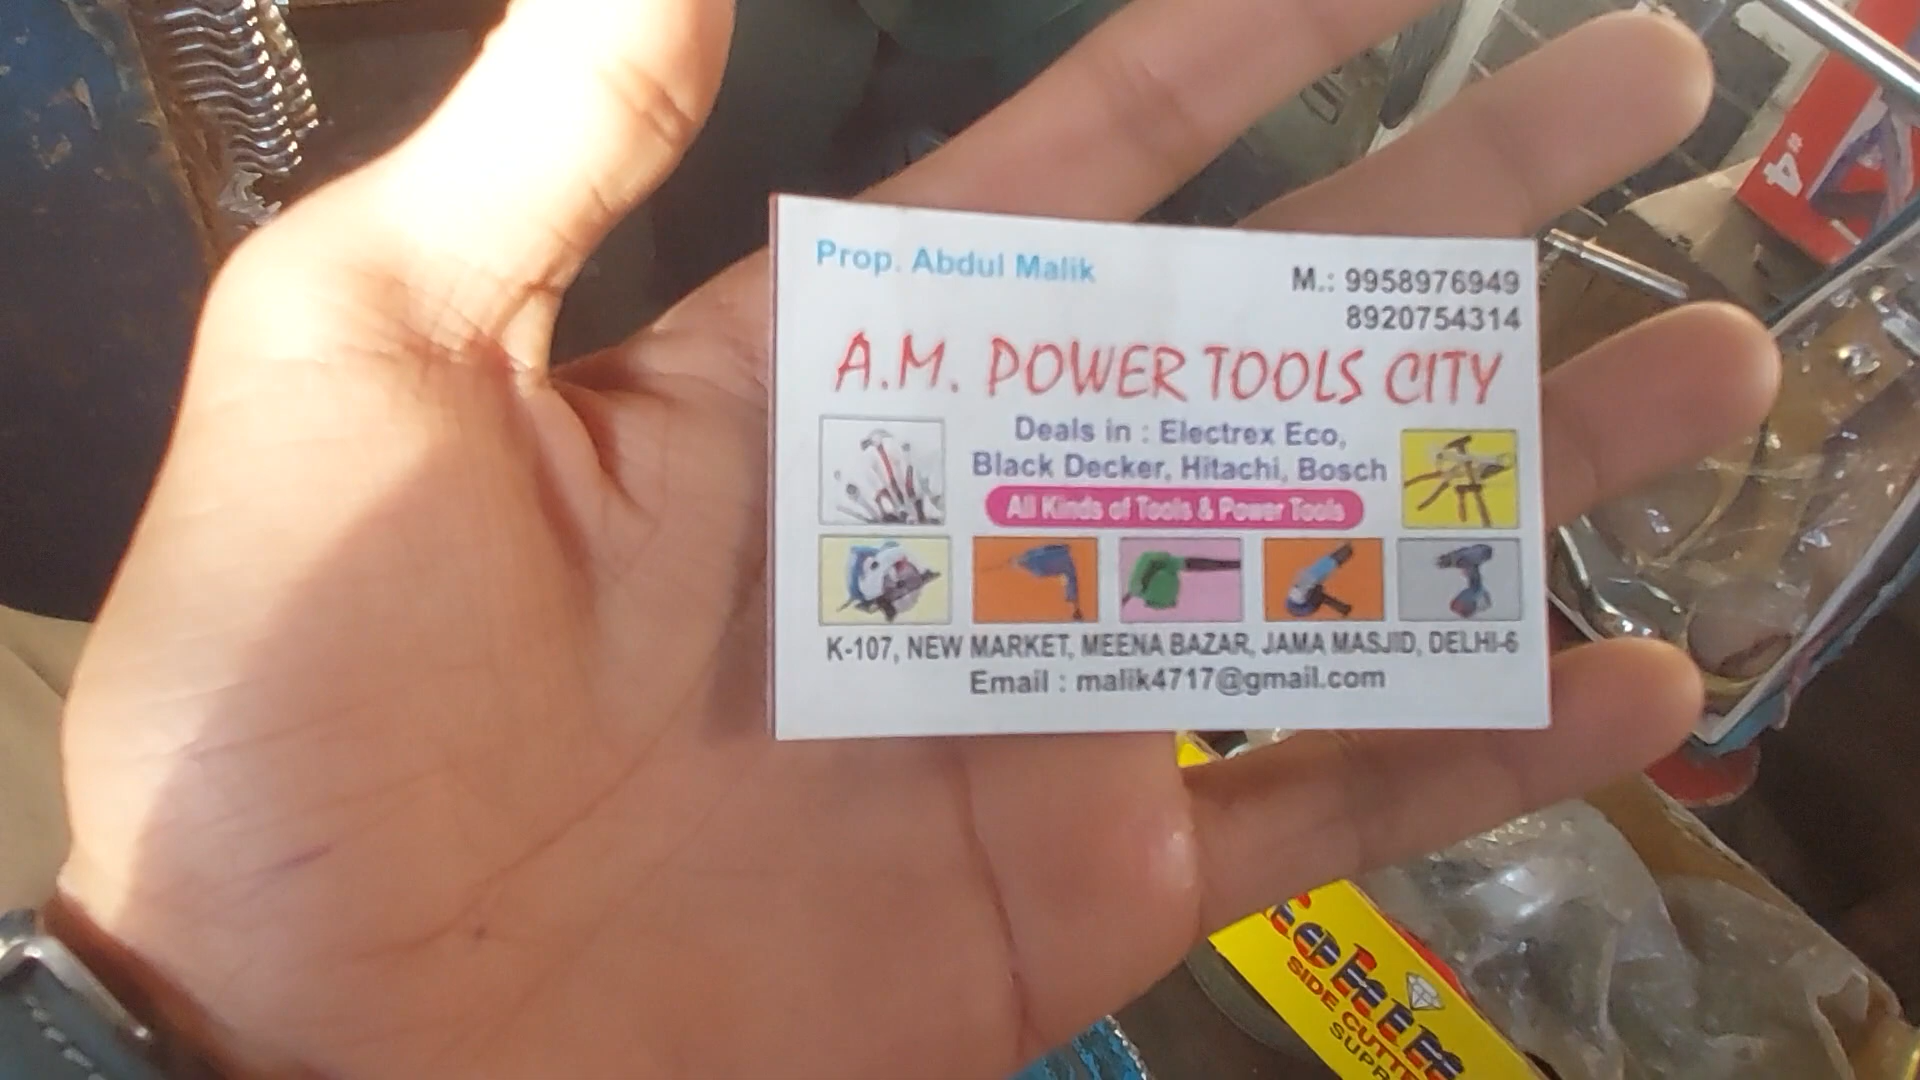 Prop. Abdul Malik
M.: 9958976949
8920754314
A.M. POWER TOOLS CITY
Deals in : Electrex Eco,
Black Decker, Hitachi, Bosch
All Kinds of Tools & Power Tools
K-107, NEW MARKET, MEENA BAZAR, JAMA MASJID, DELHI-6
Email : malik4717@gmail.com
4"
SIDE CUTTE
SUPR